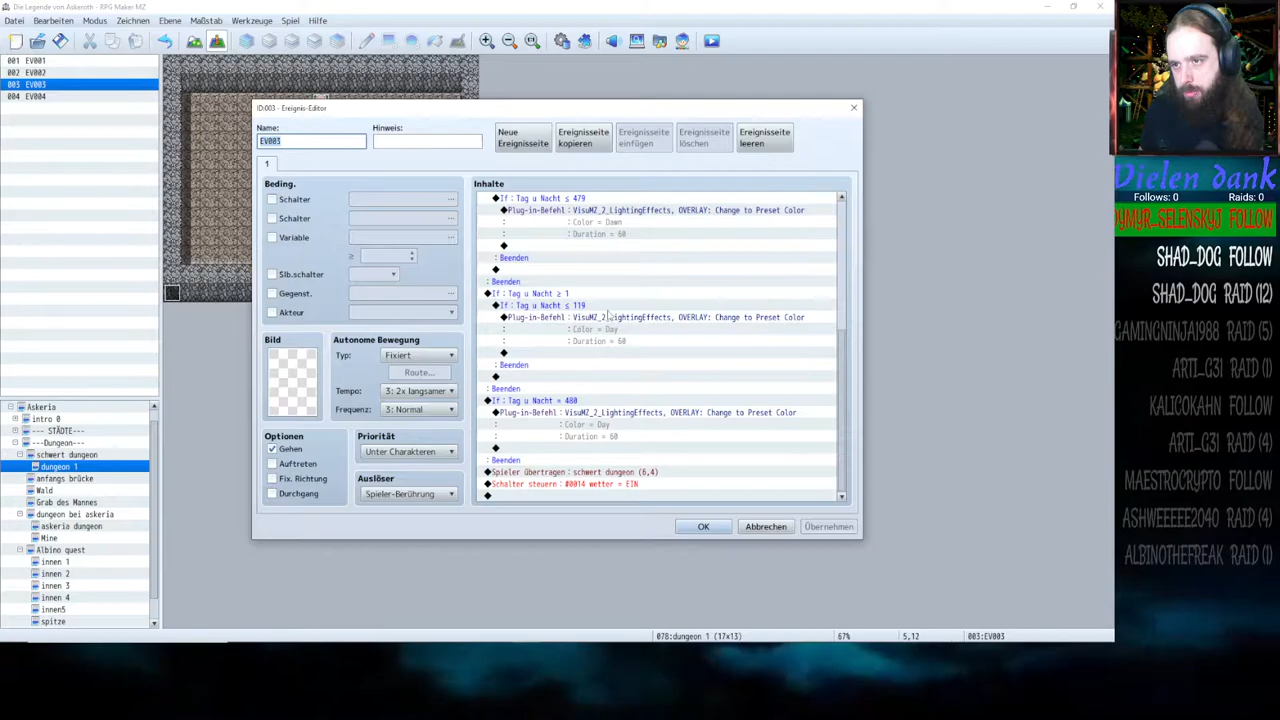 Die Legende von Askeroth - RPG Maker MZ
Datei Bearbeiten Modus Zeichnen Ebene Maßstab Werkzeuge Spiel Hilfe
001 EV001
002 EV002
003 EV003
004 EV004
ID:003 - Ereignis-Editor
Name: Hinweis:
EV003
Neue Ereignisseite
Ereignisseite kopieren
Ereignisseite einfügen
Ereignisseite löschen
Ereignisseite leeren
1
Beding.
Schalter
Schalter
Variable
≥
Slb.schalter
Gegenst.
Akteur
Bild
Autonome Bewegung
Typ: Fixiert
Route...
Tempo: 3: 2x langsamer
Frequenz: 3: Normal
Optionen
Gehen
Auftreten
Fix. Richtung
Durchgang
Priorität
Unter Charakteren
Auslöser
Spieler-Berührung
Inhalte
◆If：Tag u Nacht ≤ 479
◆Plug-in-Befehl：VisuMZ_2_LightingEffects, OVERLAY: Change to Preset Color
： ：Color = Dawn
： ：Duration = 60
◆
：Beenden
◆
：Beenden
◆If：Tag u Nacht ≥ 1
◆If：Tag u Nacht ≤ 119
◆Plug-in-Befehl：VisuMZ_2_LightingEffects, OVERLAY: Change to Preset Color
： ：Color = Day
： ：Duration = 60
◆
：Beenden
◆
：Beenden
◆If：Tag u Nacht = 480
◆Plug-in-Befehl：VisuMZ_2_LightingEffects, OVERLAY: Change to Preset Color
： ：Color = Day
： ：Duration = 60
◆
：Beenden
◆Spieler übertragen：schwert dungeon (6,4)
◆Schalter steuern：#0014 wetter = EIN
◆
OK Abbrechen Übernehmen
Askeria
intro 0
--- STÄDTE---
---Dungeon---
schwert dungeon
dungeon 1
anfangs brücke
Wald
Grab des Mannes
dungeon bei askeria
askeria dungeon
Mine
Albino quest
innen 1
innen 2
innen 3
innen 4
innen5
spitze
078:dungeon 1 (17x13) 67% 5,12 003:EV003
Vielen dank
Follows: 0 Raids: 0
DYMYR_SELENSKYJ FOLLOW
SHAD_DOG FOLLOW
SHAD_DOG RAID (12)
GAMINGNINJA1988 RAID (5)
ARTI_G31 RAID (1)
KALICOKAHN FOLLOW
ARTI_G31 RAID (4)
MAESTROCRYPTO FOLLOW
ASHWEEEEE2040 RAID (4)
ALBINOTHEFREAK RAID (1)